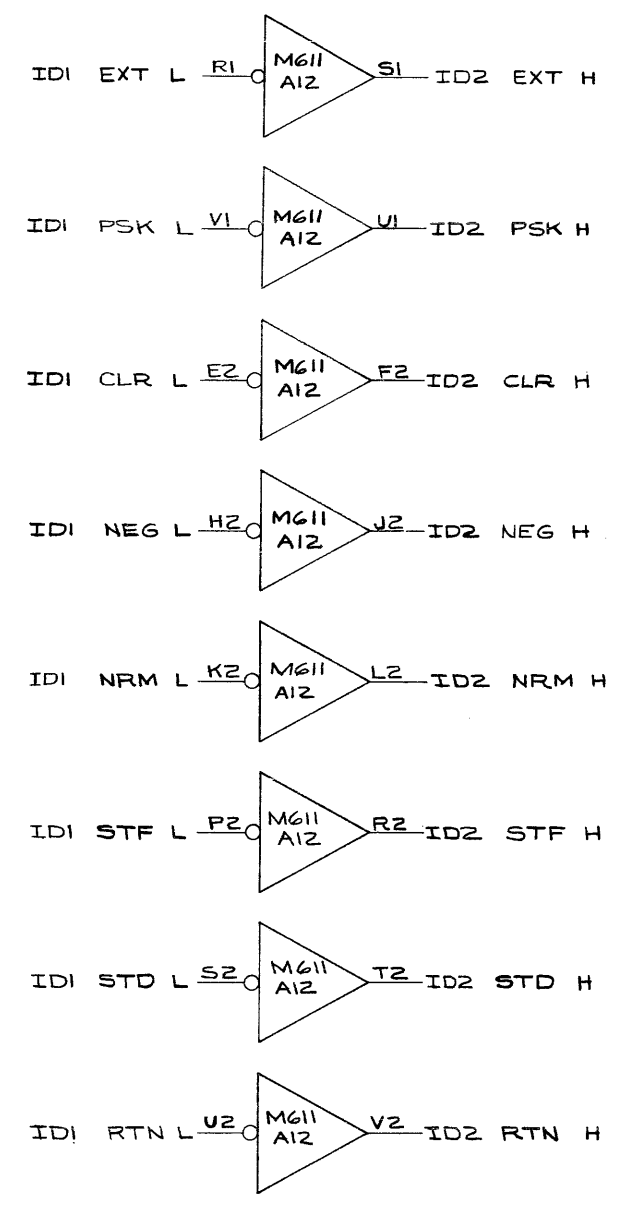 ID1 EXT L R1 M611 S1 ID2 EXT H
A12
ID1 PSK L V1 M611 U1 ID2 PSK H
A12
ID1 CLR L E2 M611 F2 ID2 CLR H
A12
ID1 NEG L H2 M611 J2 ID2 NEG H
A12
ID1 NRM L K2 M611 L2 ID2 NRM H
A12
ID1 STF L P2 M611 R2 ID2 STF H
A12
ID1 STD L S2 M611 T2 ID2 STD H
A12
ID1 RTN L U2 M611 V2 ID2 RTN H
A12